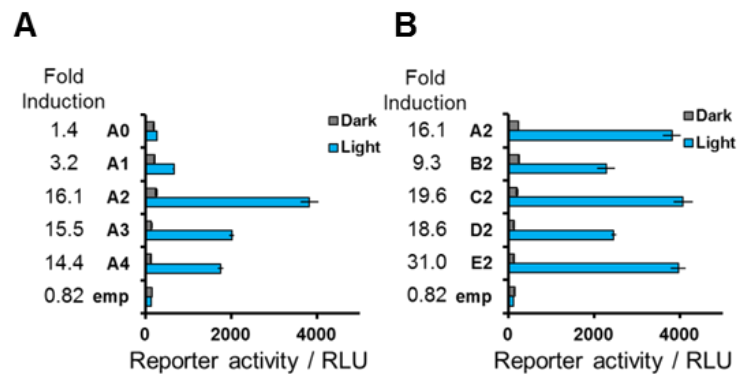 A
Fold
Induction
1.4 A0
3.2 A1
16.1 A2
15.5 A3
14.4 A4
0.82 emp
Dark
Light
0 2000 4000
Reporter activity / RLU
B
Fold
Induction
16.1 A2
9.3 B2
19.6 C2
18.6 D2
31.0 E2
0.82 emp
Dark
Light
0 2000 4000
Reporter activity / RLU